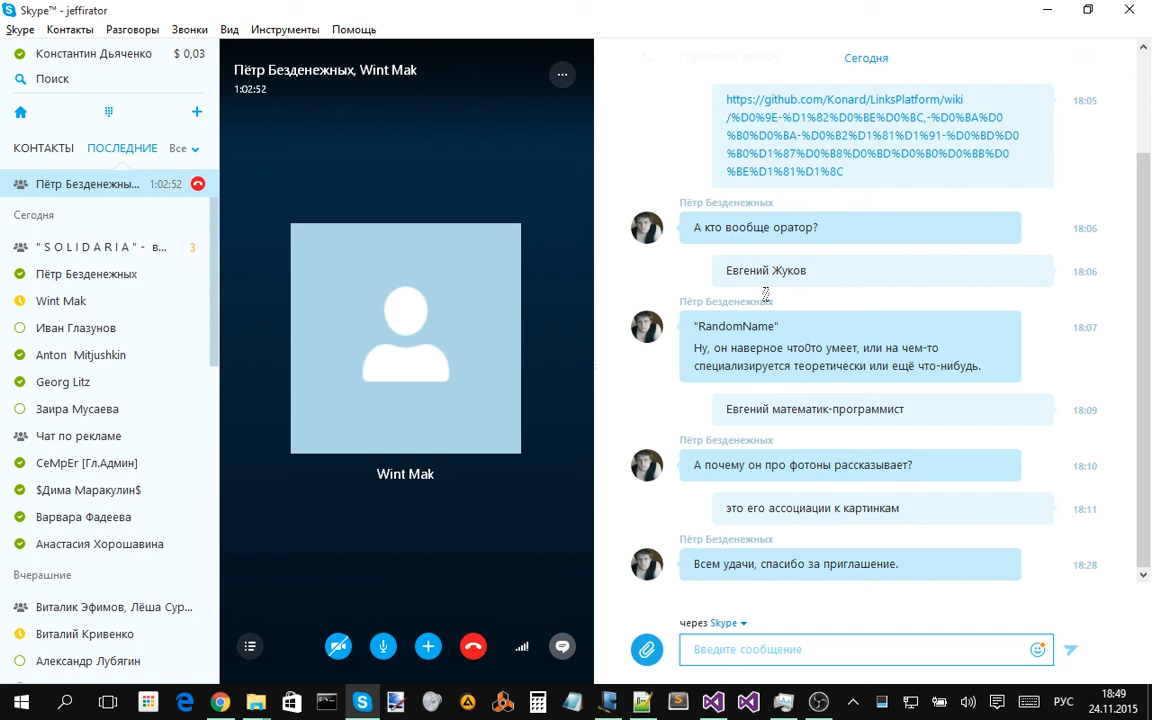 Skype™ - jeffirator
Skype Контакты Разговоры Звонки Вид Инструменты Помощь
Константин Дьяченко $ 0,03
Поиск
КОНТАКТЫ ПОСЛЕДНИЕ Все
Пётр Безденежны... 1:02:52
Сегодня
" S O L I D A R I A " - в... 3
Пётр Безденежных
Wint Mak
Иван Глазунов
Anton Mitjushkin
Georg Litz
Заира Мусаева
Чат по рекламе
CeMpEr [Гл.Админ]
$Дима Маракулин$
Варвара Фадеева
Анастасия Хорошавина
Вчерашние
Виталик Эфимов, Лёша Сур...
Виталий Кривенко
Александр Лубягин
Пётр Безденежных, Wint Mak
1:02:52
Wint Mak
Групповой звонок
Сегодня
https://github.com/Konard/LinksPlatform/wiki
/%D0%9E-%D1%82%D0%BE%D0%BC,-%D0%BA%D0
%B0%D0%BA-%D0%B2%D1%81%D1%91-%D0%BD%D0
%B0%D1%87%D0%B8%D0%BD%D0%B0%D0%BB%D0
%BE%D1%81%D1%8C
18:05
Пётр Безденежных
А кто вообще оратор? 18:06
Евгений Жуков 18:06
Пётр Безденежных
"RandomName" 18:07
Ну, он наверное что0то умеет, или на чем-то
специализируется теоретически или ещё что-нибудь.
Евгений математик-программист 18:09
Пётр Безденежных
А почему он про фотоны рассказывает? 18:10
это его ассоциации к картинкам 18:11
Пётр Безденежных
Всем удачи, спасибо за приглашение. 18:28
через Skype
Введите сообщение
РУС
18:49
24.11.2015